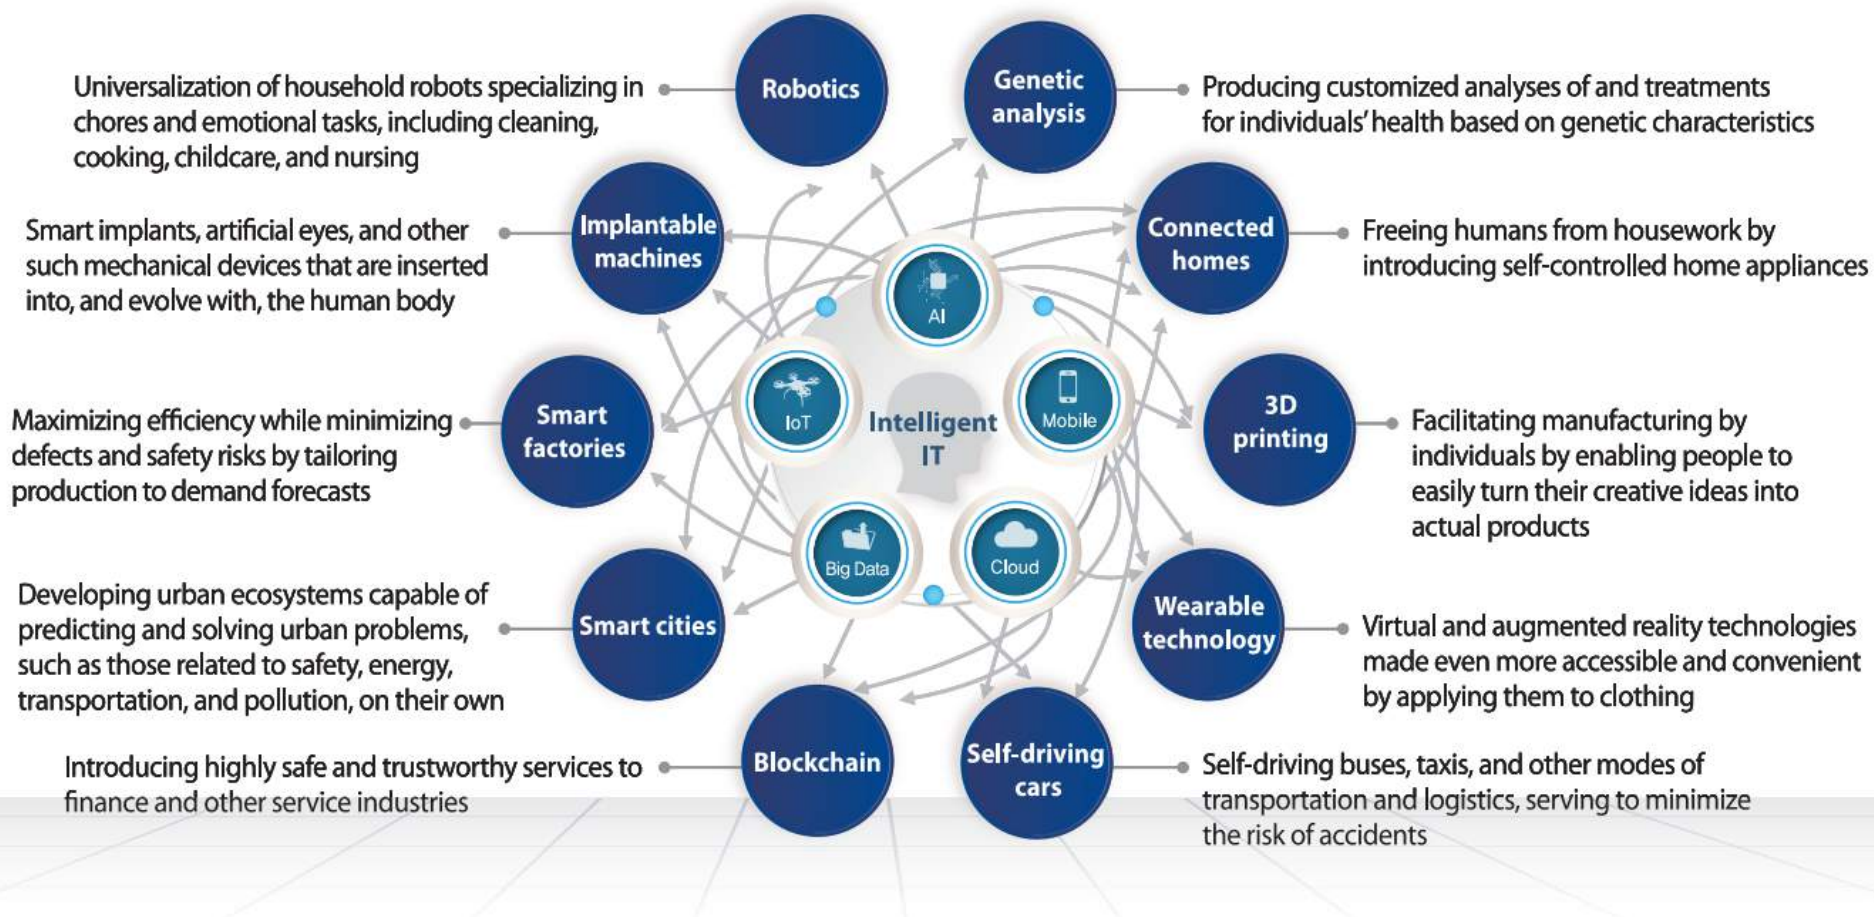 Robotics
Universalization of household robots specializing in
chores and emotional tasks, including cleaning,
cooking, childcare, and nursing
Genetic
analysis
Producing customized analyses of and treatments
for individuals' health based on genetic characteristics
Implantable
machines
Smart implants, artificial eyes, and other
such mechanical devices that are inserted
into, and evolve with, the human body
Connected
homes
Freeing humans from housework by
introducing self-controlled home appliances
AI
IoT
Mobile
Intelligent
IT
Big Data
Cloud
Smart
factories
Maximizing efficiency while minimizing
defects and safety risks by tailoring
production to demand forecasts
3D
printing
Facilitating manufacturing by
individuals by enabling people to
easily turn their creative ideas into
actual products
Smart cities
Developing urban ecosystems capable of
predicting and solving urban problems,
such as those related to safety, energy,
transportation, and pollution, on their own
Wearable
technology
Virtual and augmented reality technologies
made even more accessible and convenient
by applying them to clothing
Blockchain
Introducing highly safe and trustworthy services to
finance and other service industries
Self-driving
cars
Self-driving buses, taxis, and other modes of
transportation and logistics, serving to minimize
the risk of accidents